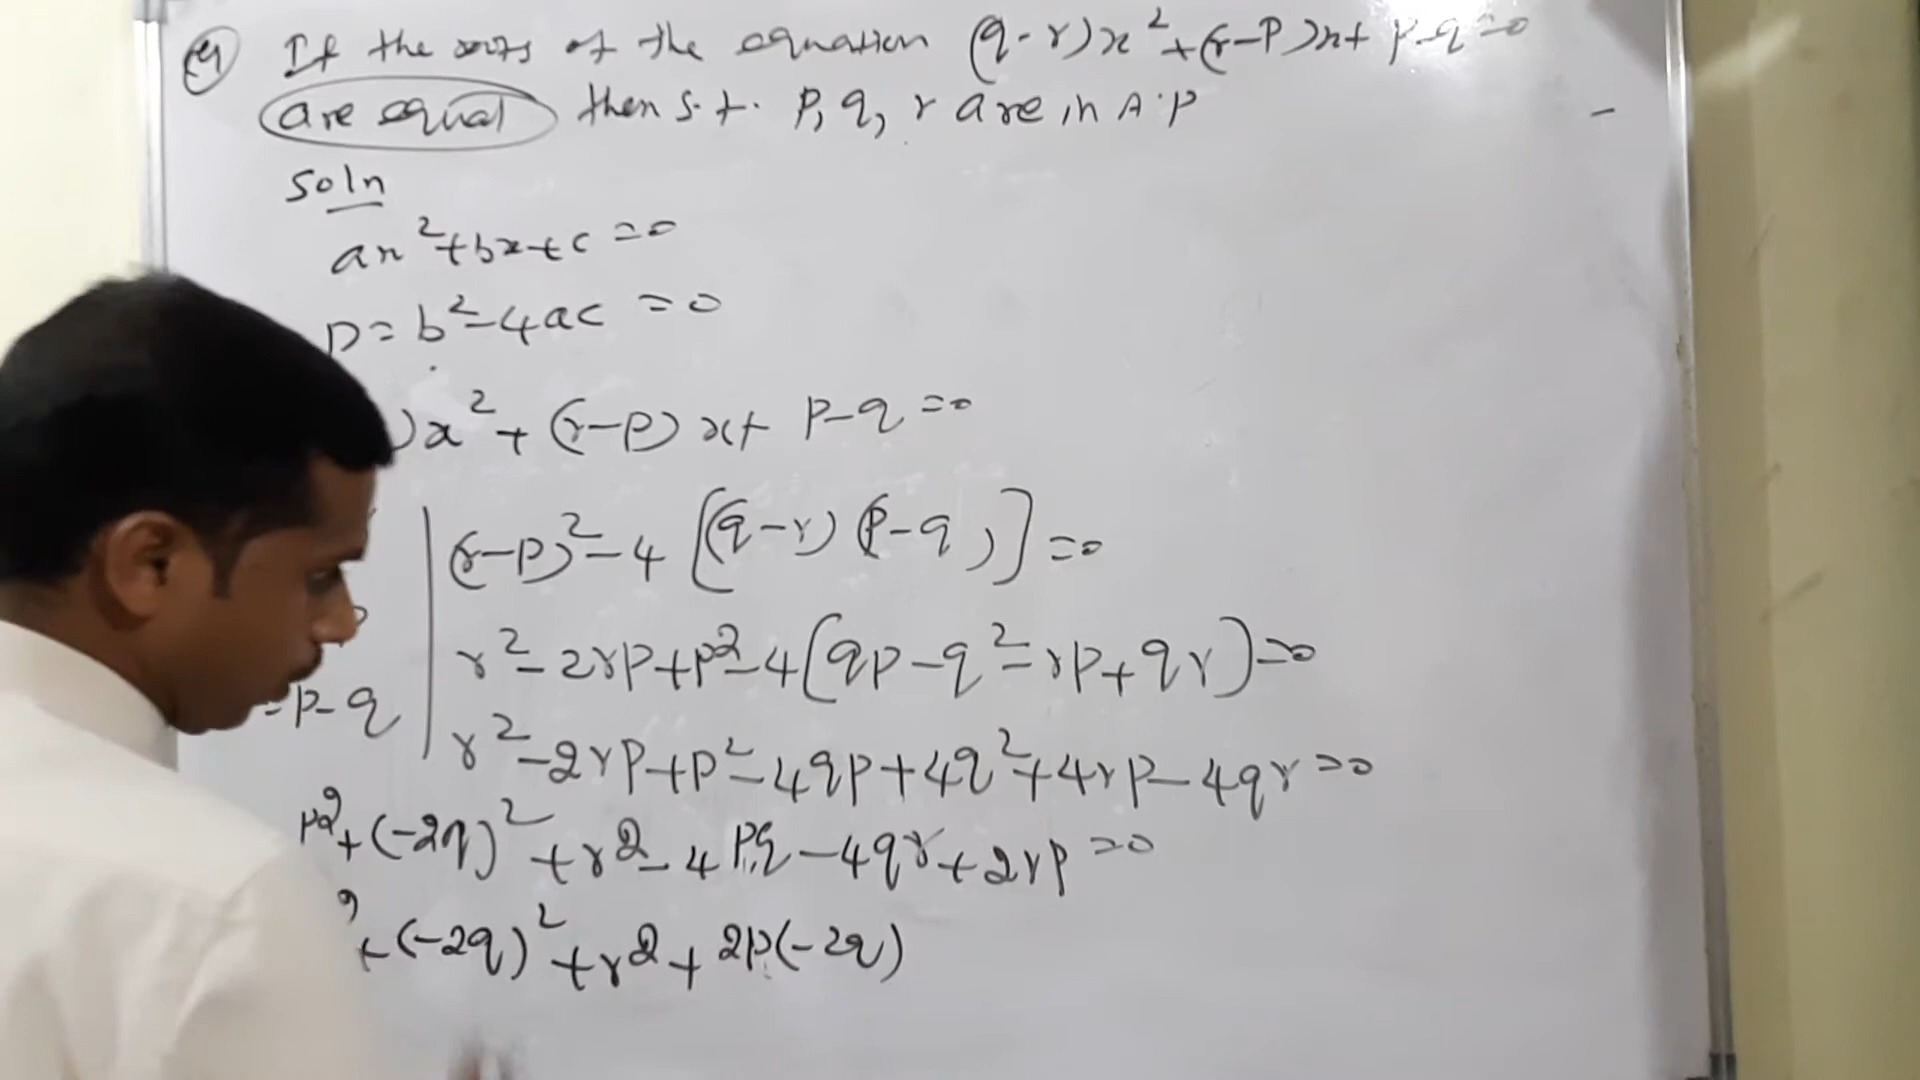 9) If the roots of the equation (q-r)x²+(r-p)x+ p-q=0
are equal then s.t. p, q, r are in A.P
Soln
ax²+bx+c=0
D=b²-4ac=0
)x²+(r-p)x+ p-q=0
(r-p)²-4[(q-r)(p-q)]=0
r²-2rp+p²-4(qp-q²-rp+qr)=0
=p-q
r²-2rp+p²-4qp+4q²+4rp-4qr=0
p²+(-2q)²+r²-4pq-4qr+2rp=0
+(-2q)²+r²+2p(-2q)